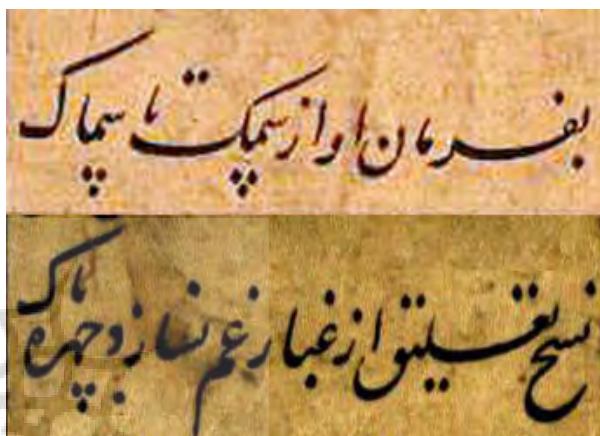 بفرمان او از سمک تا سماک
نسخ تعلیق از غبار غم نسازد چهره پاک